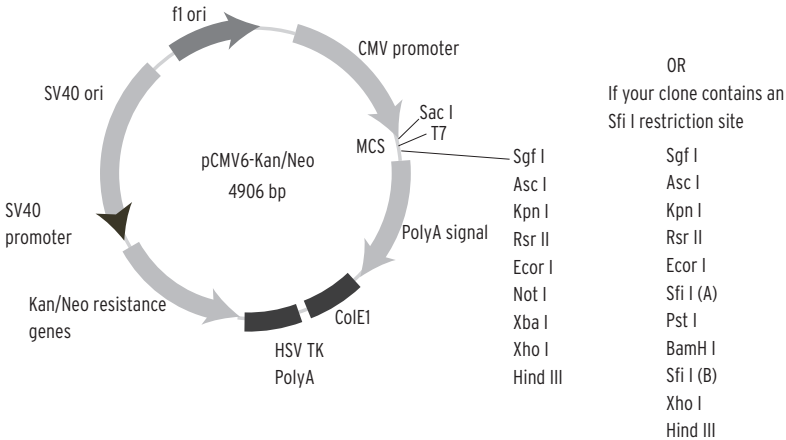 f1 ori
CMV promoter
OR
If your clone contains an
Sfi I restriction site
SV40 ori
Sac I
T7
MCS
pCMV6-Kan/Neo
4906 bp
SV40
promoter
PolyA signal
Kan/Neo resistance
genes
ColE1
HSV TK
PolyA
Sgf I
Asc I
Kpn I
Rsr II
Ecor I
Not I
Xba I
Xho I
Hind III
Sgf I
Asc I
Kpn I
Rsr II
Ecor I
Sfi I (A)
Pst I
BamH I
Sfi I (B)
Xho I
Hind III